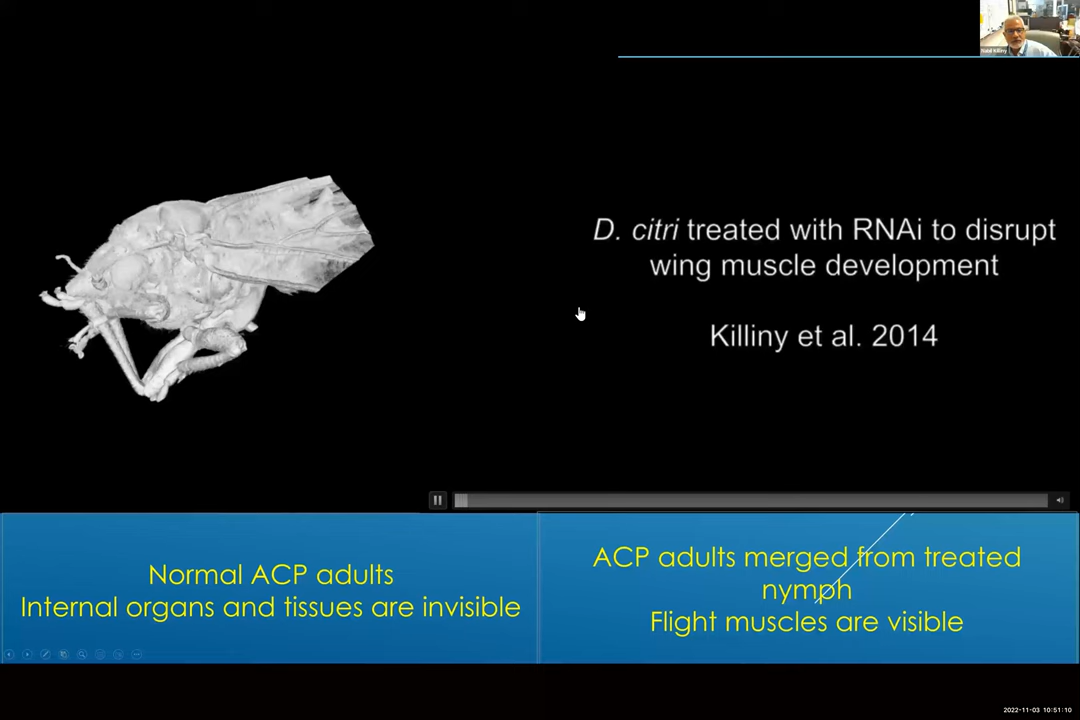 Nabil Killiny
D. citri treated with RNAi to disrupt
wing muscle development
Killiny et al. 2014
Normal ACP adults
Internal organs and tissues are invisible
ACP adults merged from treated
nymph
Flight muscles are visible
2022-11-03 10:51:10